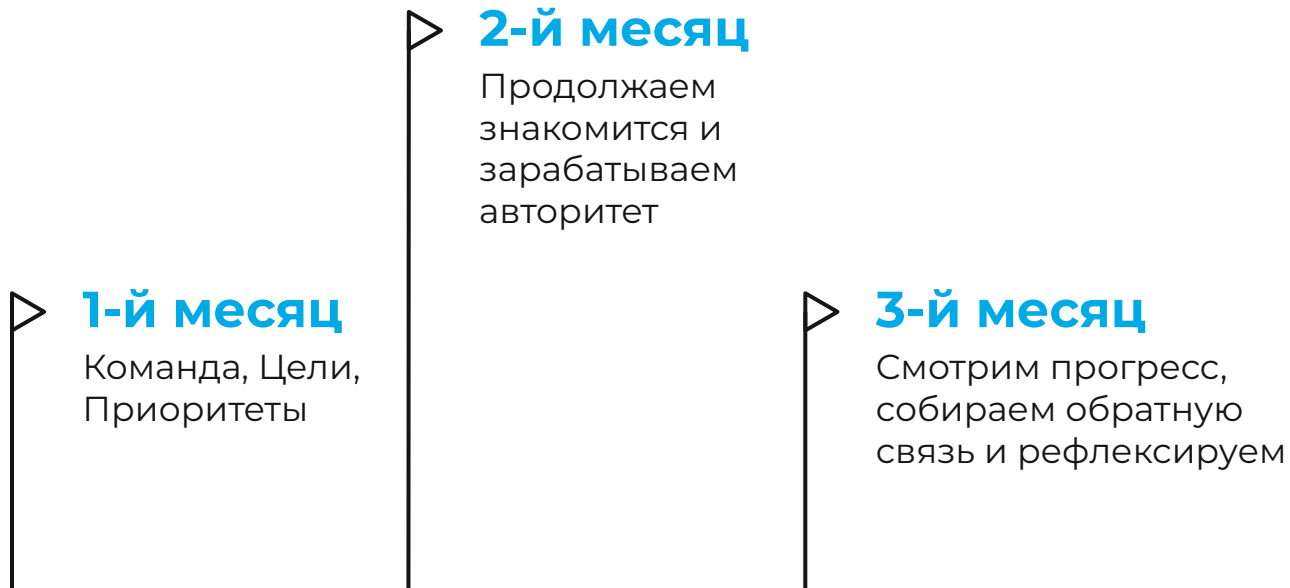 1-й месяц
Команда, Цели,
Приоритеты
2-й месяц
Продолжаем
знакомится и
зарабатываем
авторитет
3-й месяц
Смотрим прогресс,
собираем обратную
связь и рефлексируем